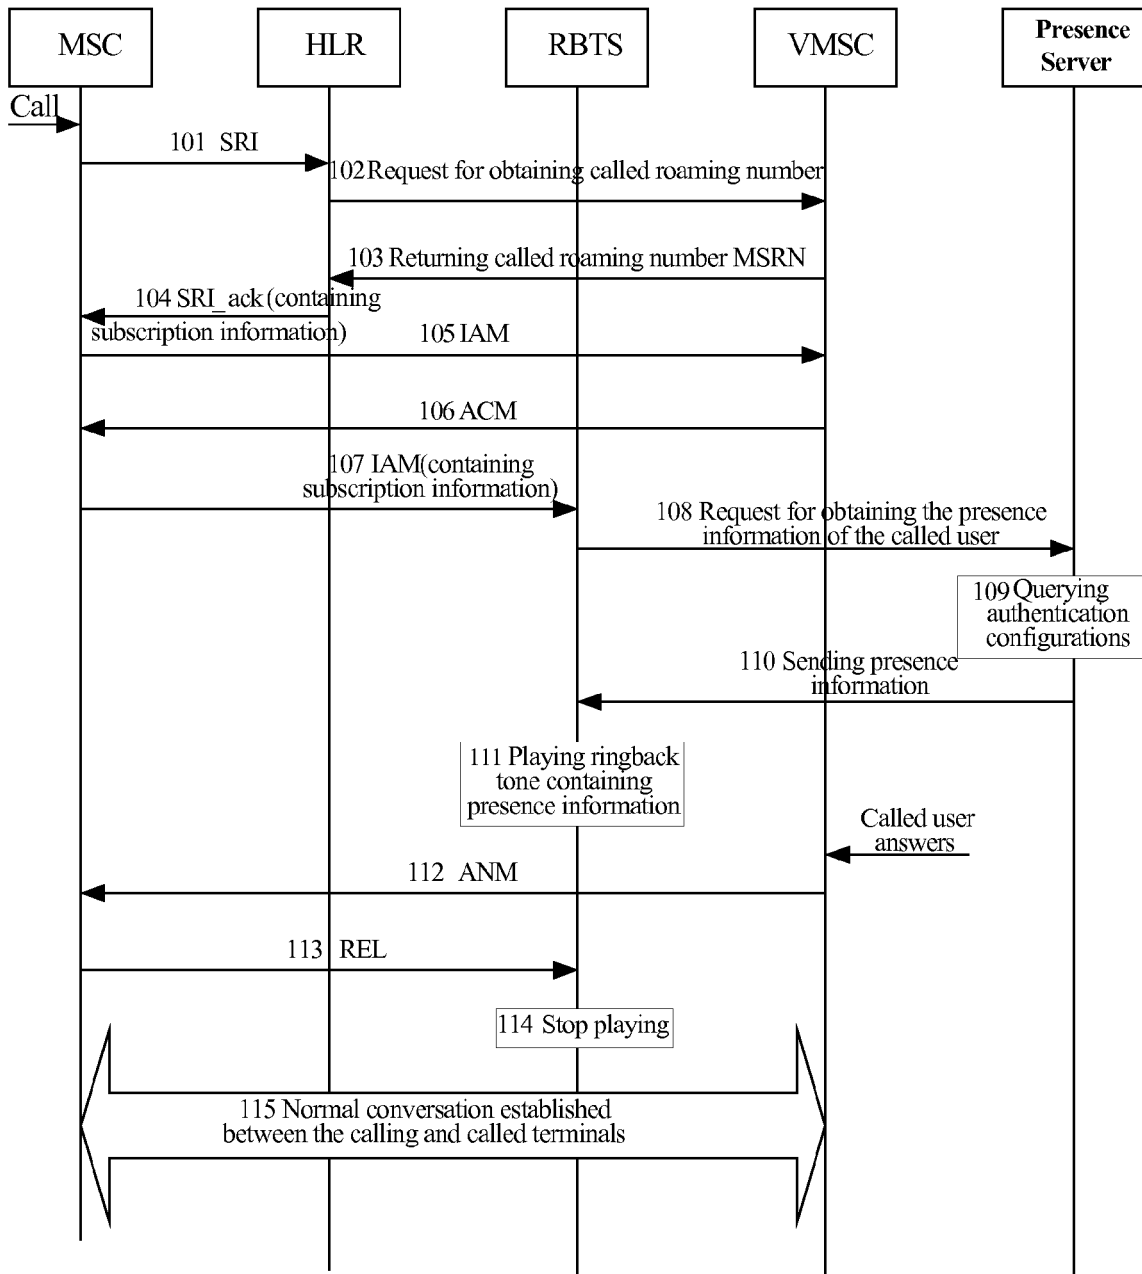 MSC
HLR
RBTS
VMSC
Presence
Server
Call
101 SRI
102 Request for obtaining called roaming number
103 Returning called roaming number MSRN
104 SRI_ack (containing
subscription information)
105 IAM
106 ACM
107 IAM(containing
subscription information)
108 Request for obtaining the presence
information of the called user
109 Querying
authentication
configurations
110 Sending presence
information
111 Playing ringback
tone containing
presence information
Called user
answers
112 ANM
113 REL
114 Stop playing
115 Normal conversation established
between the calling and called terminals